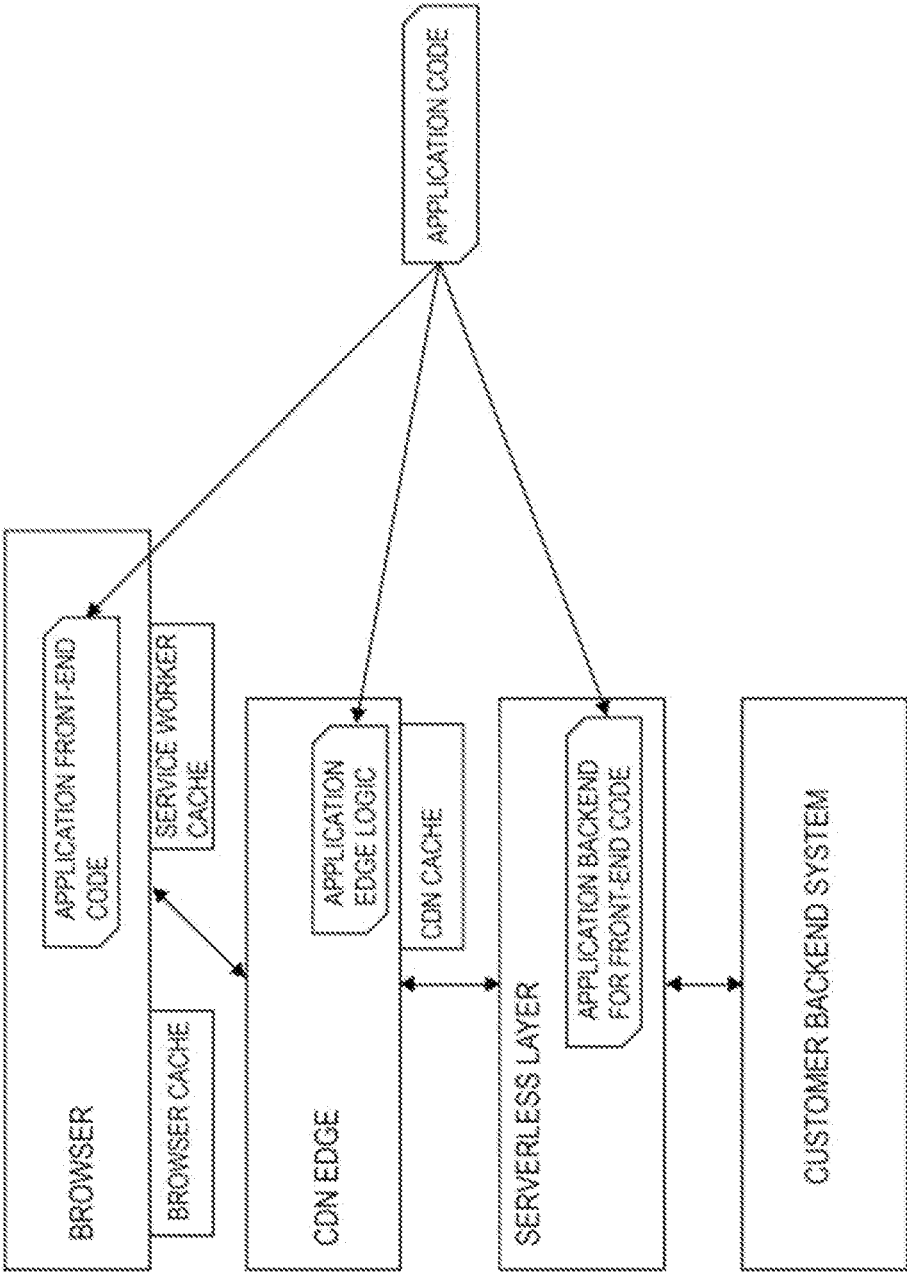 BROWSER
APPLICATION FRONT-END
CODE
BROWSER CACHE
SERVICE WORKER
CACHE
CDN EDGE
APPLICATION
EDGE LOGIC
CDN CACHE
SERVERLESS LAYER
APPLICATION BACKEND
FOR FRONT-END CODE
CUSTOMER BACKEND SYSTEM
APPLICATION CODE